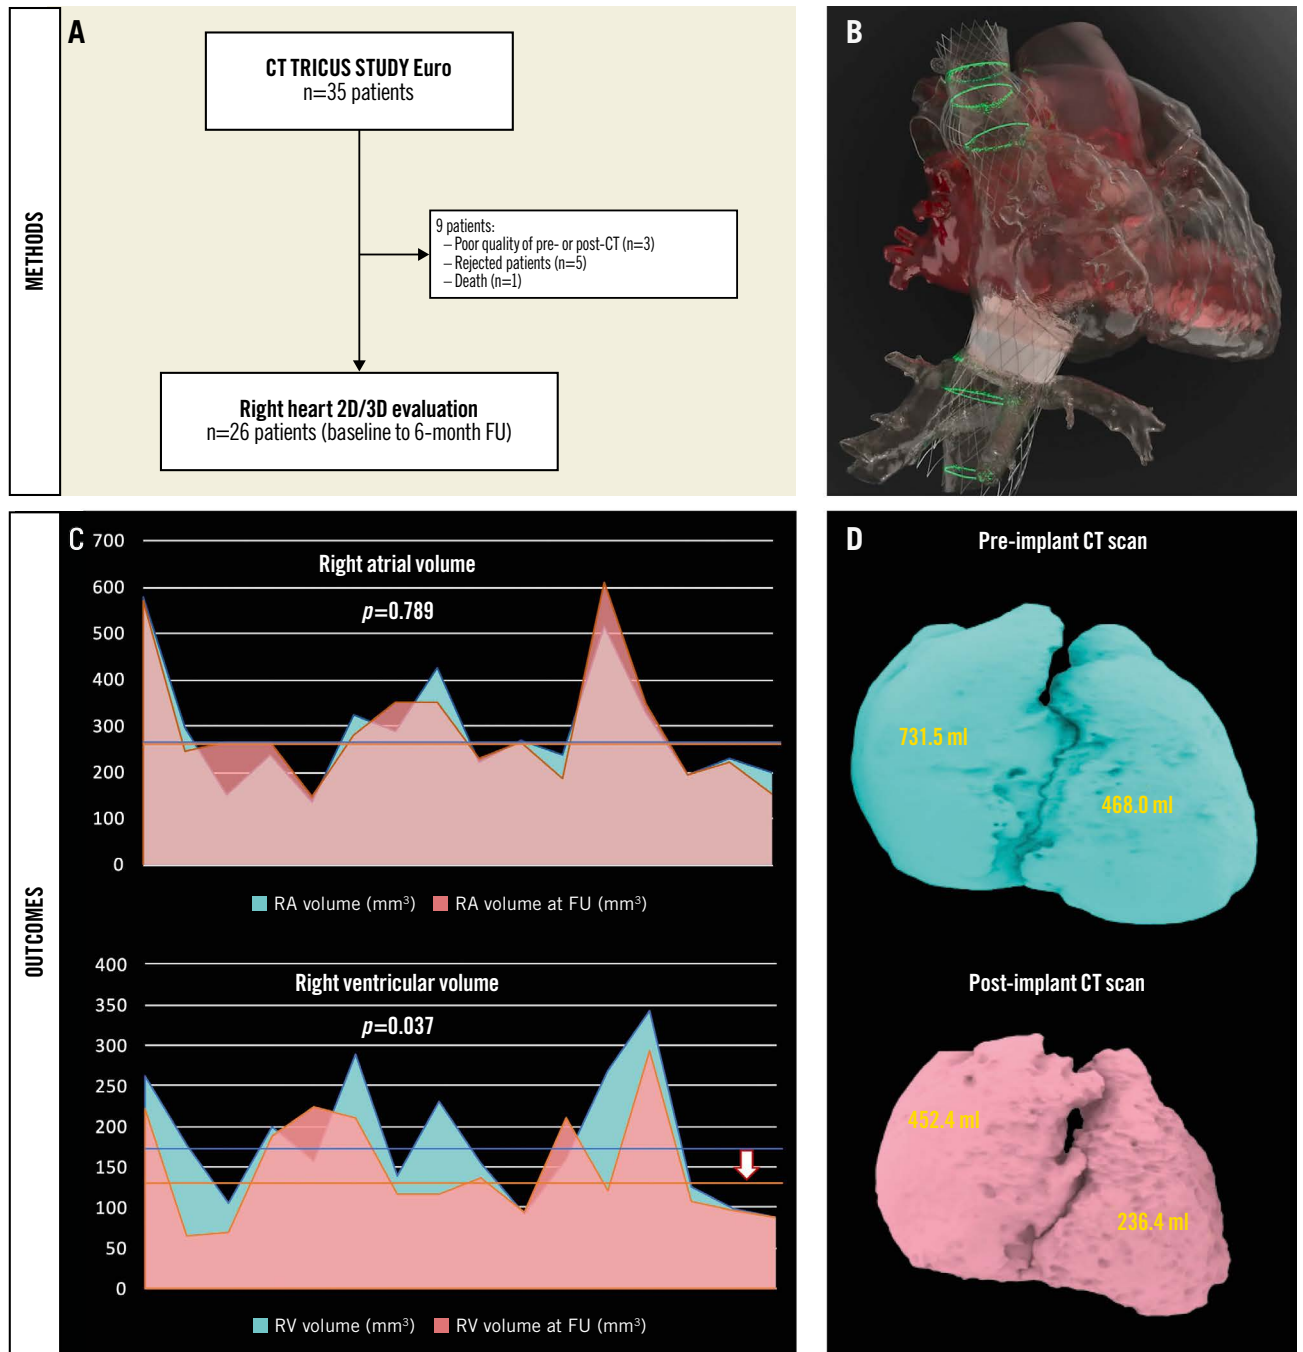 METHODS
A
CT TRICUS STUDY Euro
n=35 patients
9 patients:
– Poor quality of pre- or post-CT (n=3)
– Rejected patients (n=5)
– Death (n=1)
Right heart 2D/3D evaluation
n=26 patients (baseline to 6-month FU)
B
OUTCOMES
C
700
600
500
400
300
200
100
0
Right atrial volume
p=0.789
RA volume (mm³) RA volume at FU (mm³)
400
350
300
250
200
150
100
50
0
Right ventricular volume
p=0.037
RV volume (mm³) RV volume at FU (mm³)
D
Pre-implant CT scan
731.5 ml
468.0 ml
Post-implant CT scan
452.4 ml
236.4 ml